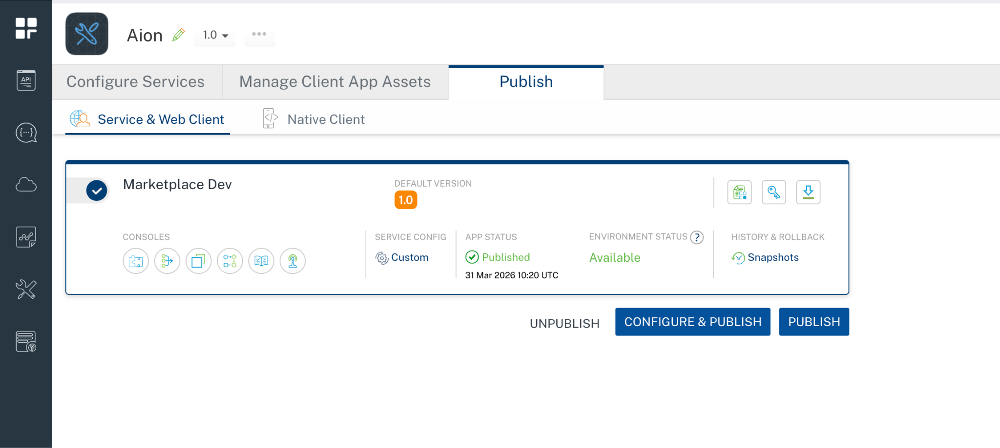 Aion
1.0
Configure Services
Manage Client App Assets
Publish
Service & Web Client
Native Client
Marketplace Dev
DEFAULT VERSION
1.0
CONSOLES
SERVICE CONFIG
Custom
APP STATUS
Published
31 Mar 2026 10:20 UTC
ENVIRONMENT STATUS ?
Available
HISTORY & ROLLBACK
Snapshots
UNPUBLISH
CONFIGURE & PUBLISH
PUBLISH
API
{...}